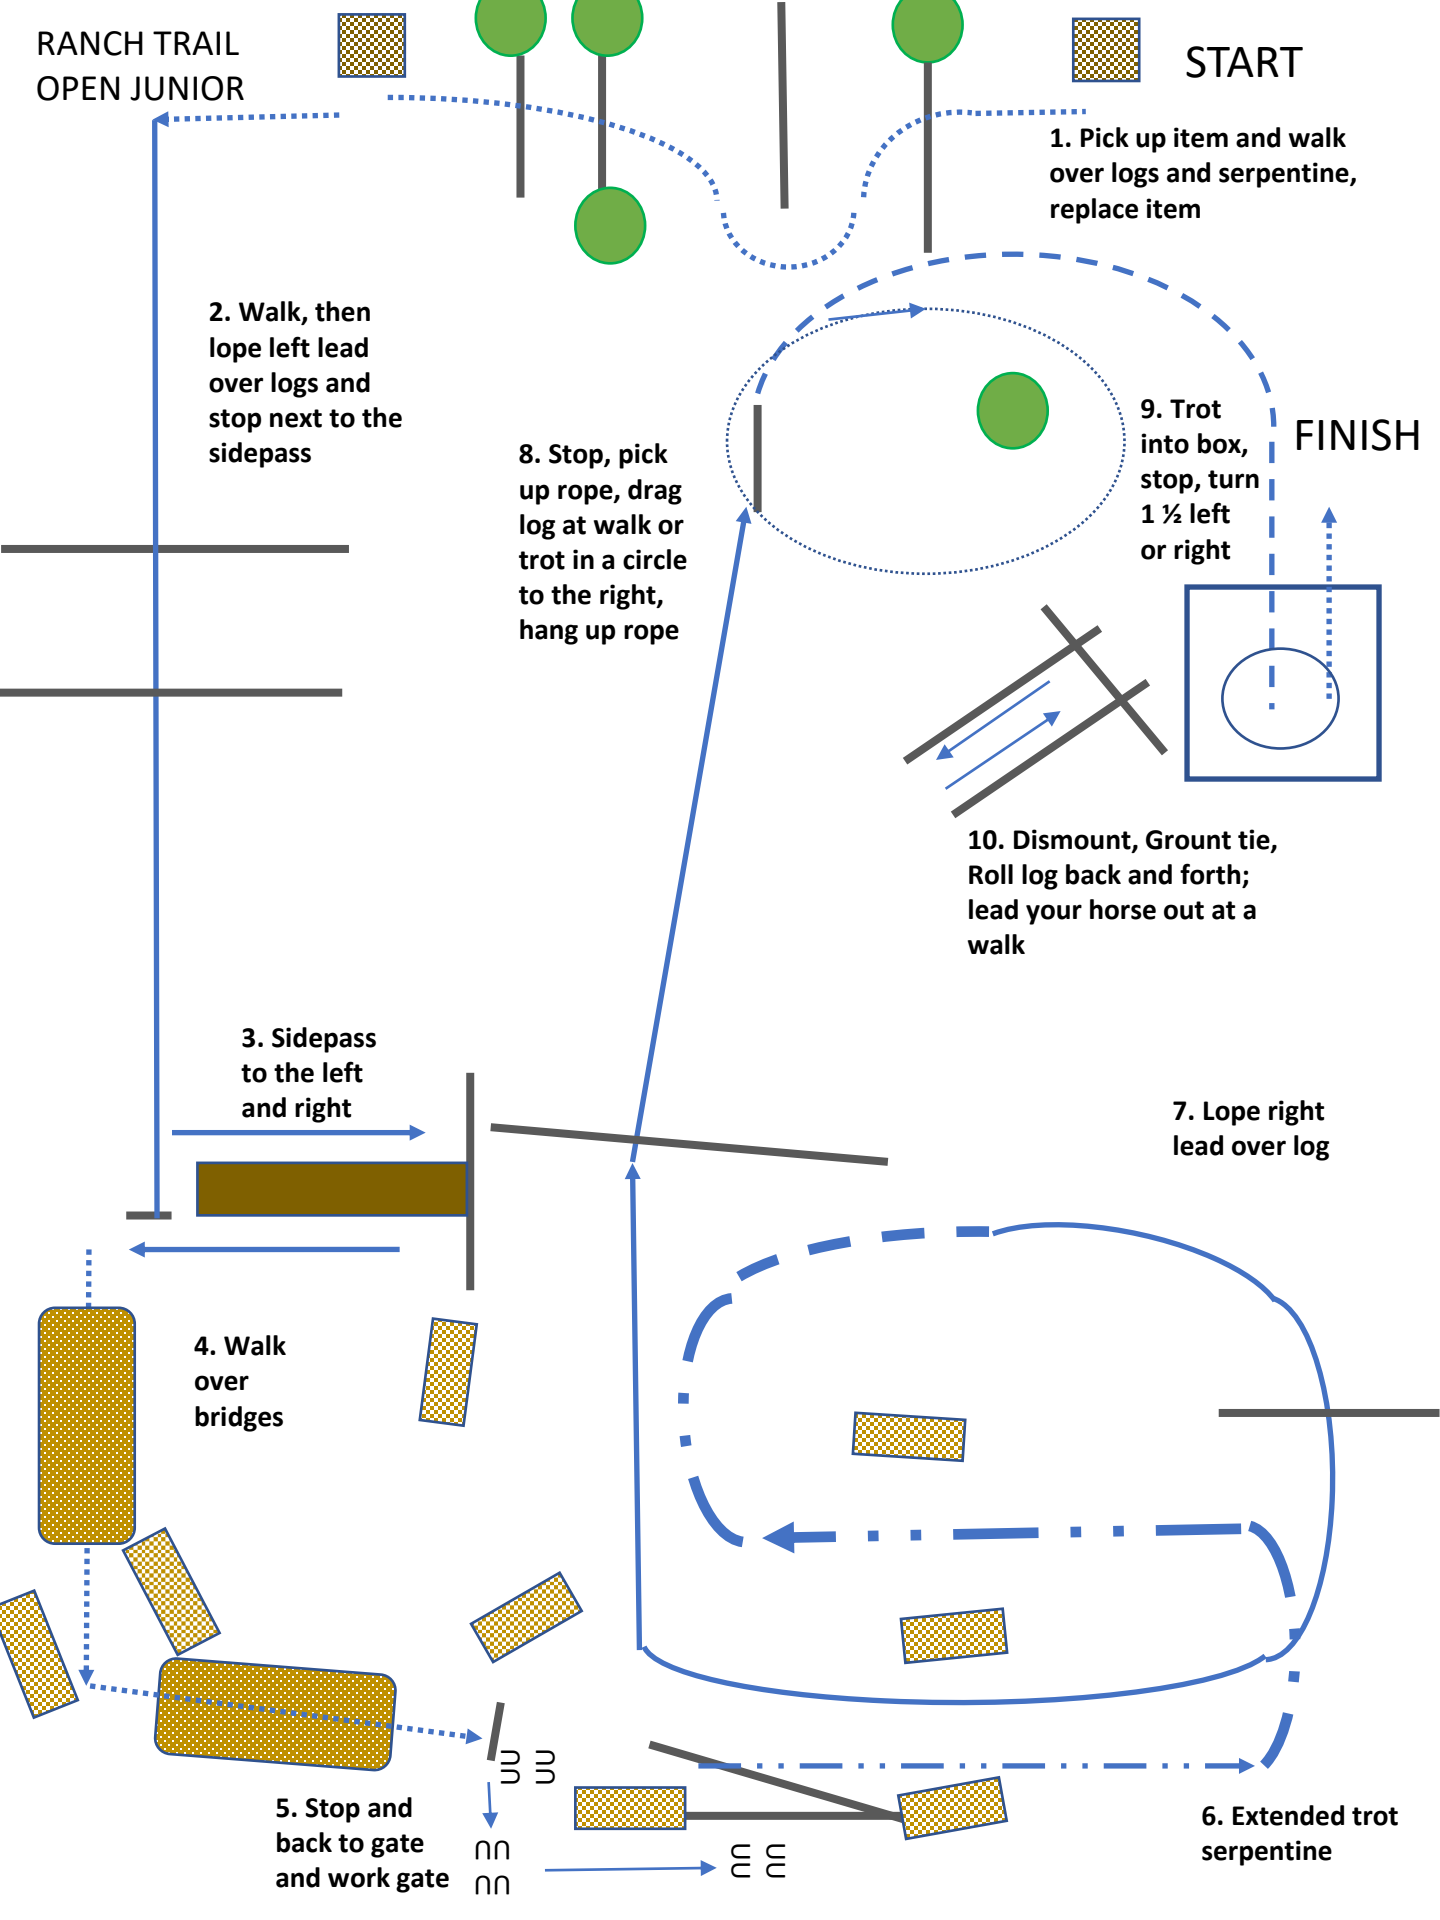 RANCH TRAIL
OPEN JUNIOR
START
1. Pick up item and walk
over logs and serpentine,
replace item
2. Walk, then
lope left lead
over logs and
stop next to the
sidepass
8. Stop, pick
up rope, drag
log at walk or
trot in a circle
to the right,
hang up rope
9. Trot
into box,
stop, turn
1 ½ left
or right
FINISH
10. Dismount, Grount tie,
Roll log back and forth;
lead your horse out at a
walk
3. Sidepass
to the left
and right
7. Lope right
lead over log
4. Walk
over
bridges
5. Stop and
back to gate
and work gate
6. Extended trot
serpentine